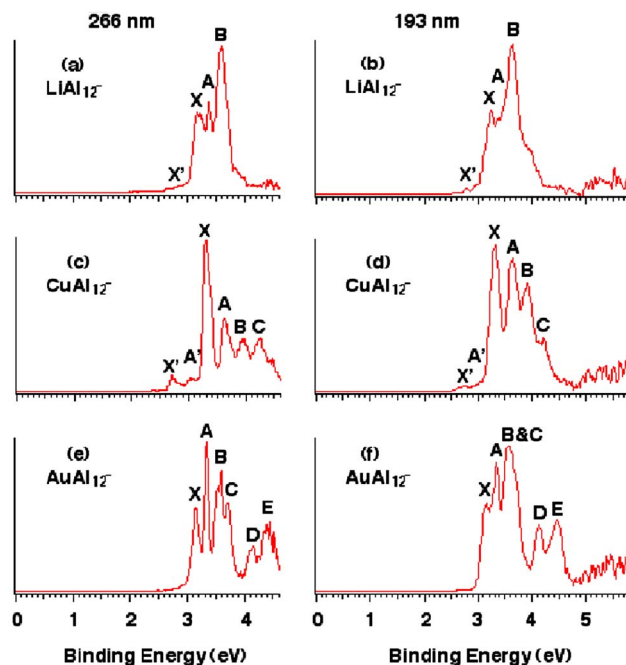 266 nm
193 nm
(a)
LiAl12⁻
X'
X
A
B
(b)
LiAl12⁻
X'
X
A
B
(c)
CuAl12⁻
X'
A'
X
A
B
C
(d)
CuAl12⁻
X'
A'
X
A
B
C
(e)
AuAl12⁻
X
A
B
C
D
E
(f)
AuAl12⁻
X
A
B&C
D
E
0 1 2 3 4
0 1 2 3 4 5
Binding Energy (eV)
Binding Energy (eV)